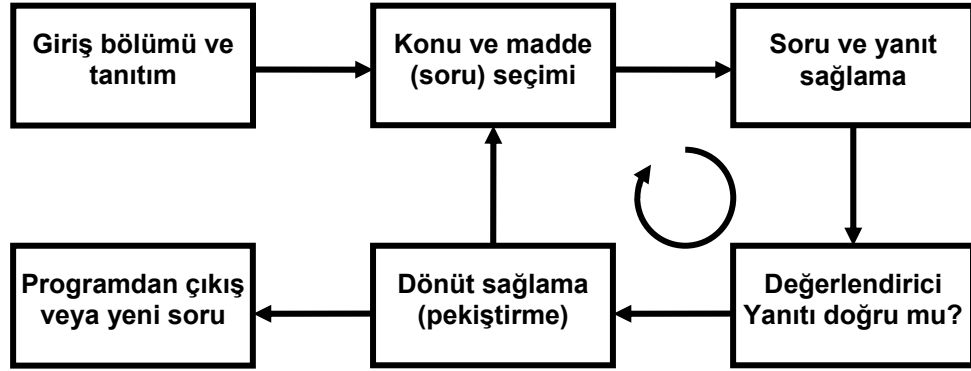 Giriş bölümü ve
tanıtım
Konu ve madde
(soru) seçimi
Soru ve yanıt
sağlama
Programdan çıkış
veya yeni soru
Dönüt sağlama
(pekiştirme)
Değerlendirici
Yanıtı doğru mu?